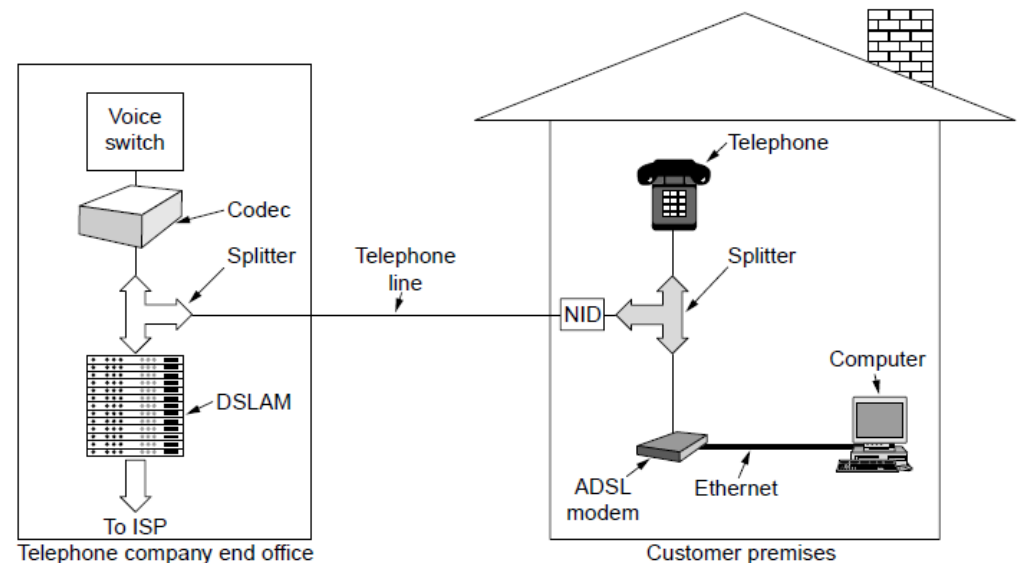 Voice
switch
Codec
Splitter
DSLAM
To ISP
Telephone company end office
Telephone
line
NID
Telephone
Splitter
Computer
ADSL
modem
Ethernet
Customer premises